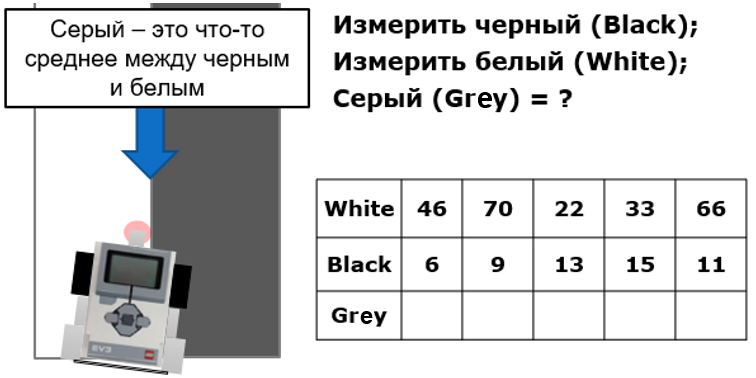 Серый – это что-то
среднее между черным
и белым
Измерить черный (Black);
Измерить белый (White);
Серый (Grey) = ?
White 46 70 22 33 66
Black 6 9 13 15 11
Grey
EV3